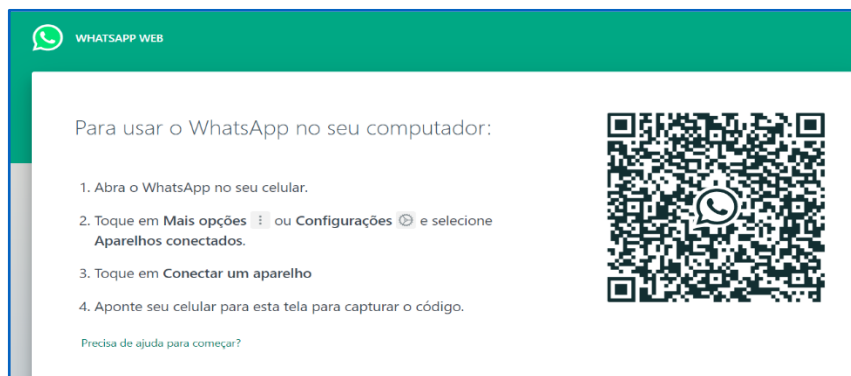 WHATSAPP WEB
Para usar o WhatsApp no seu computador:
1. Abra o WhatsApp no seu celular.
2. Toque em Mais opções ou Configurações e selecione
Aparelhos conectados.
3. Toque em Conectar um aparelho
4. Aponte seu celular para esta tela para capturar o código.
Precisa de ajuda para começar?